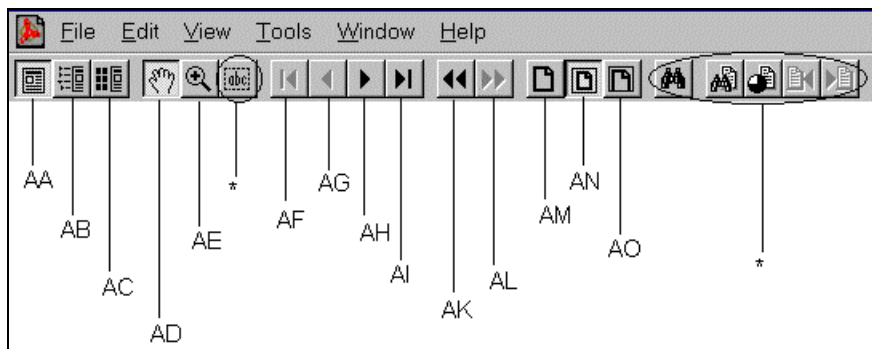 File Edit View Tools Window Help
abc
AA * AG AN
AB AE AF AH AM AO
AC AI AL *
AD AK